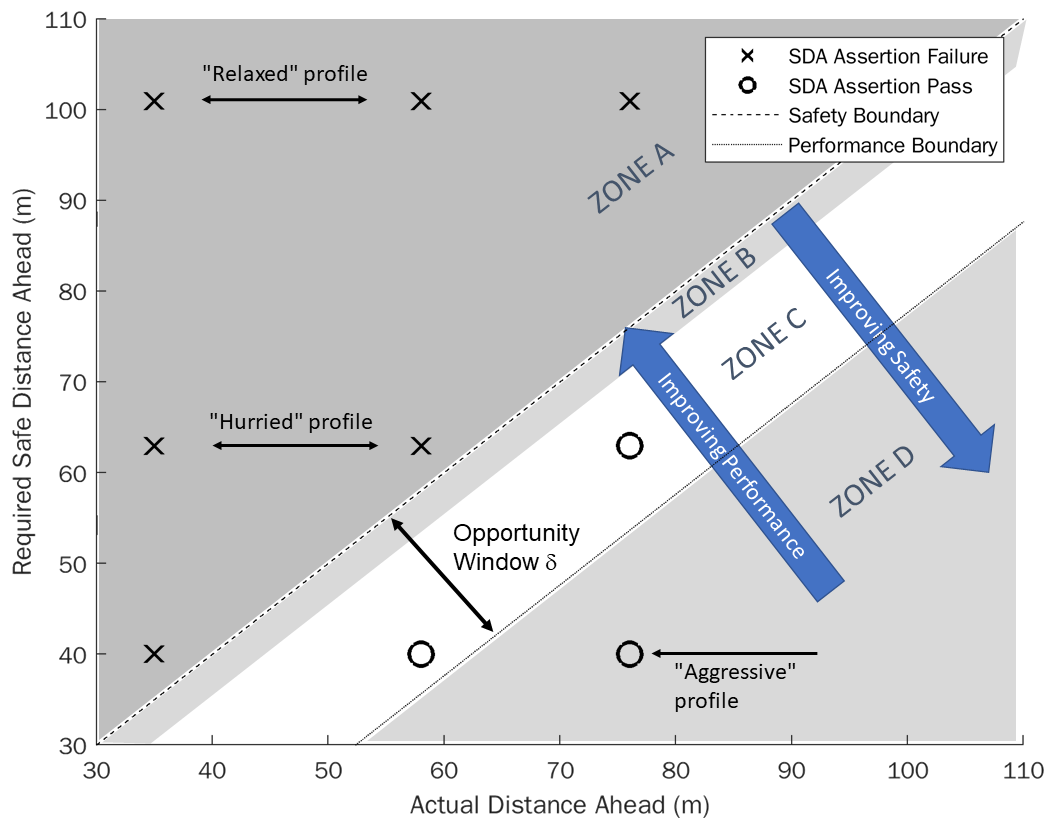 110
100
90
80
70
60
50
40
30
30
40
50
60
70
80
90
100
110
Required Safe Distance Ahead (m)
Actual Distance Ahead (m)
SDA Assertion Failure
SDA Assertion Pass
Safety Boundary
Performance Boundary
"Relaxed" profile
ZONE A
ZONE B
ZONE C
ZONE D
Improving Safety
Improving Performance
"Hurried" profile
Opportunity
Window δ
"Aggressive"
profile